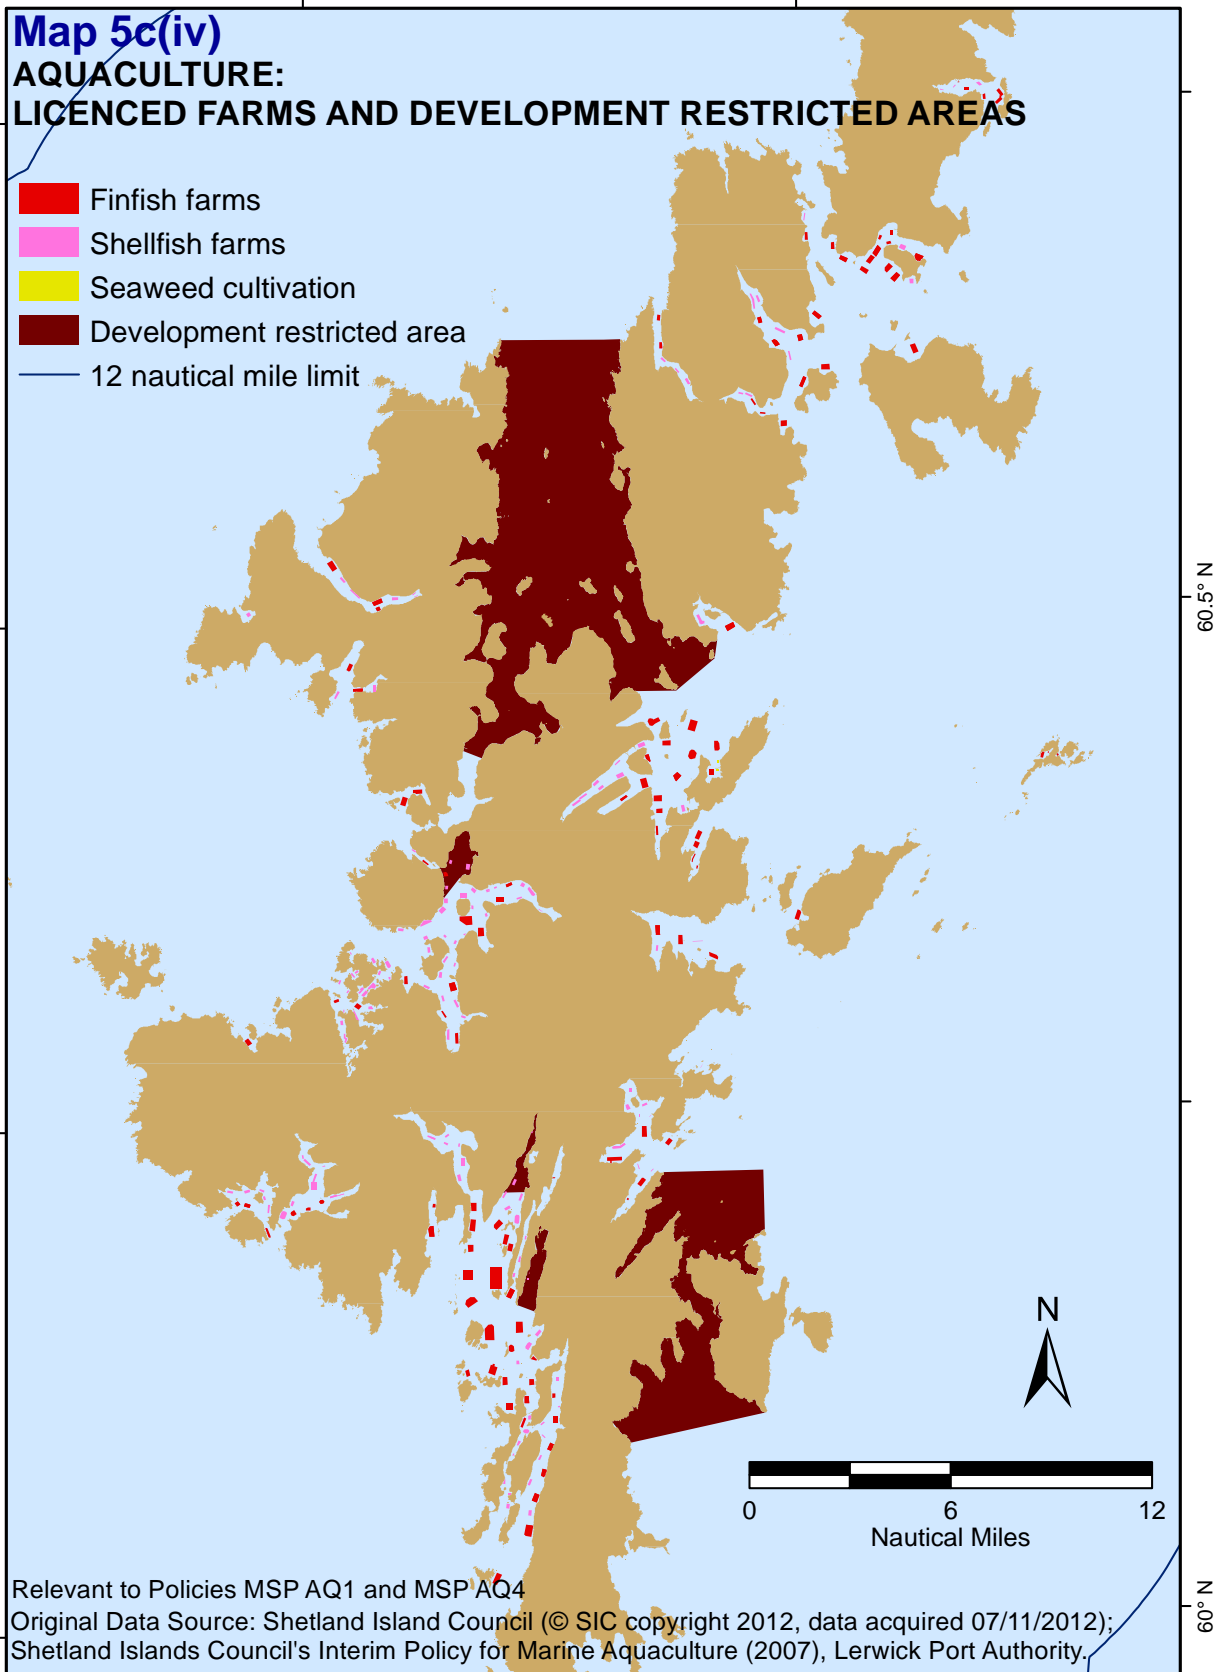 Map 5c(iv)
AQUACULTURE:
LICENCED FARMS AND DEVELOPMENT RESTRICTED AREAS
Finfish farms
Shellfish farms
Seaweed cultivation
Development restricted area
12 nautical mile limit
60.5° N
N
0 6 12
Nautical Miles
60° N
Relevant to Policies MSP AQ1 and MSP AQ4
Original Data Source: Shetland Island Council (© SIC copyright 2012, data acquired 07/11/2012);
Shetland Islands Council's Interim Policy for Marine Aquaculture (2007), Lerwick Port Authority.